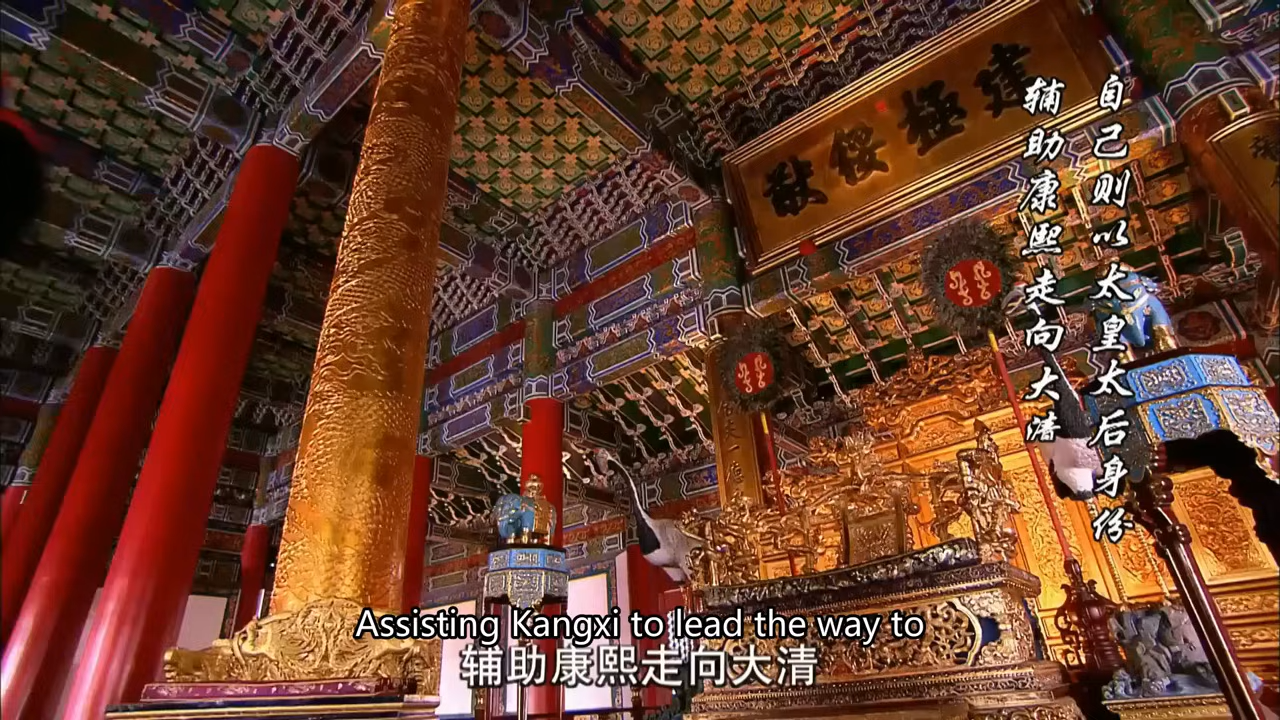 建極綏猷
自己则以太皇太后身份
辅助康熙走向大清
Assisting Kangxi to lead the way to
辅助康熙走向大清